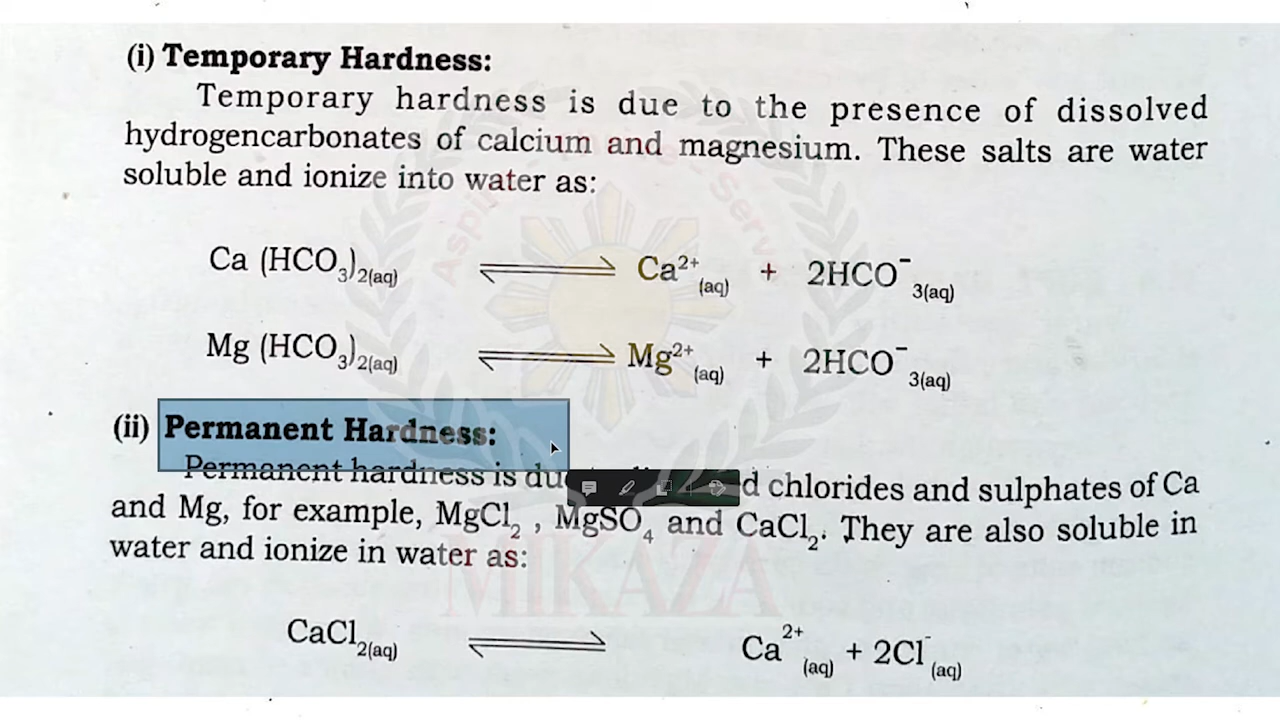 (i) Temporary Hardness:
Temporary hardness is due to the presence of dissolved
hydrogencarbonates of calcium and magnesium. These salts are water
soluble and ionize into water as:
Ca (HCO₃)₂(aq) ⇌ Ca²⁺(aq) + 2HCO⁻₃(aq)
Mg (HCO₃)₂(aq) ⇌ Mg²⁺(aq) + 2HCO⁻₃(aq)
(ii) Permanent Hardness:
Permanent hardness is chlorides and sulphates of Ca
and Mg, for example, MgCl₂ , MgSO₄ and CaCl₂. They are also soluble in
water and ionize in water as:
CaCl₂(aq) ⇌ Ca²⁺(aq) + 2Cl⁻(aq)
MIKAZA